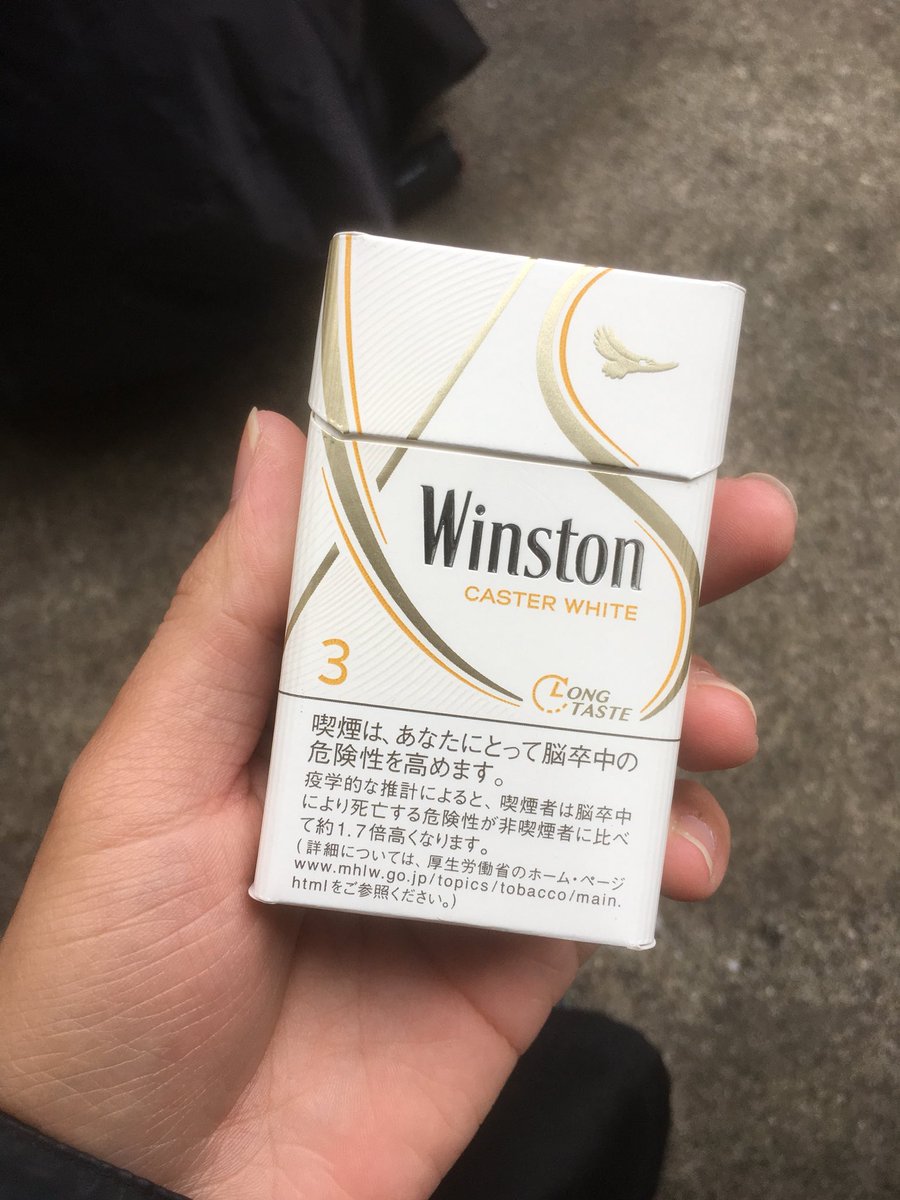 Winston
CASTER WHITE
3
LONG
TASTE
喫煙は、あなたにとって脳卒中の
危険性を高めます。
疫学的な推計によると、喫煙者は脳卒中
により死亡する危険性が非喫煙者に比べ
て約1.7倍高くなります。
(詳細については、厚生労働省のホーム・ページ
www.mhlw.go.jp/topics/tobacco/main.
htmlをご参照ください。)